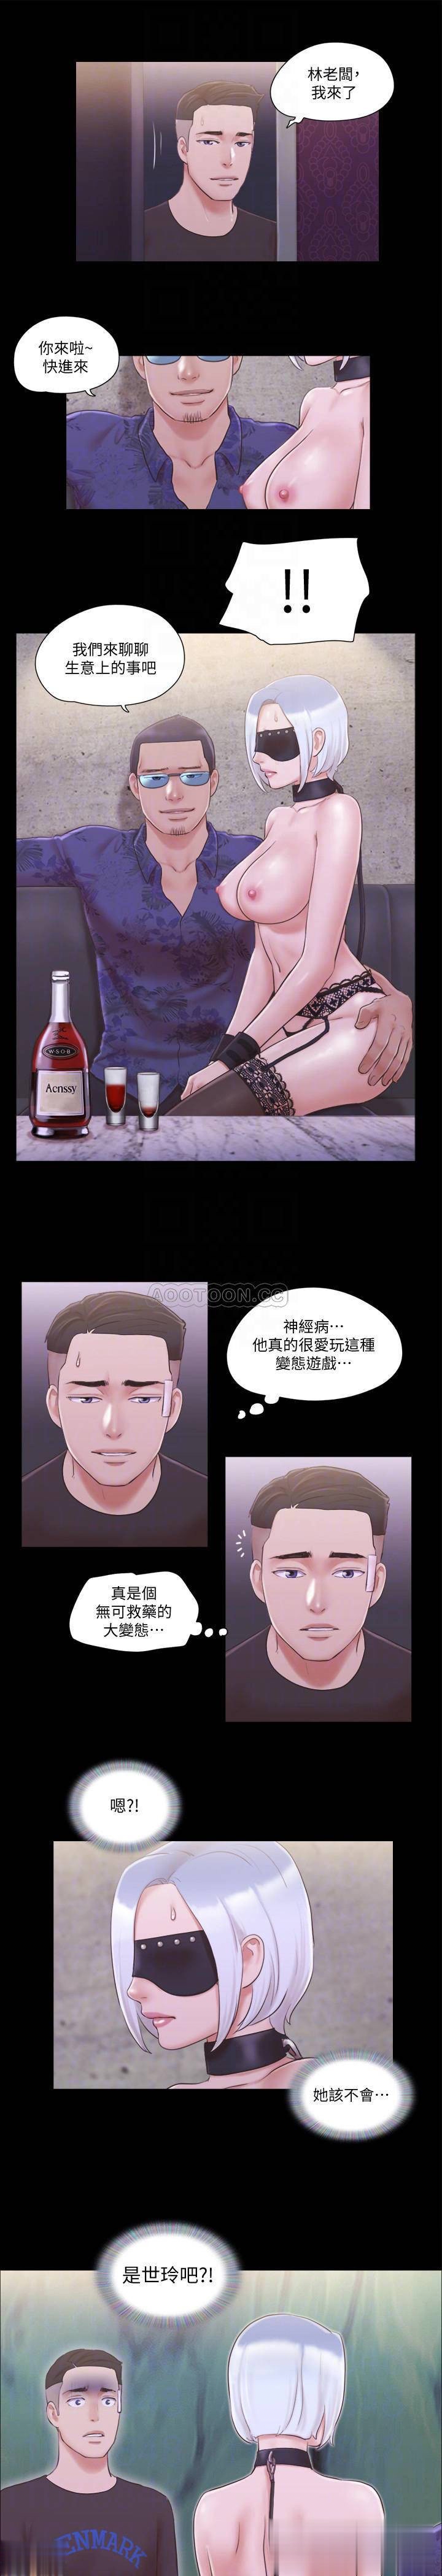 林老闆,
我來了
你來啦~
快進來
!!
我們來聊聊
生意上的事吧
W·S·O·B
Acnssy
AOOTOON.CC
神經病…
他真的很愛玩這種
變態遊戲…
真是個
無可救藥的
大變態…
嗯?!
她該不會…
是世玲吧?!
ENMARK